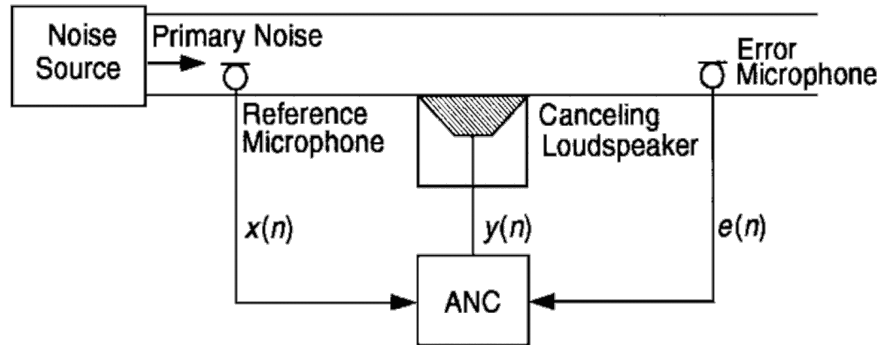 Noise
Source
Primary Noise
Error
Microphone
Reference
Microphone
Canceling
Loudspeaker
x(n)
y(n)
e(n)
ANC